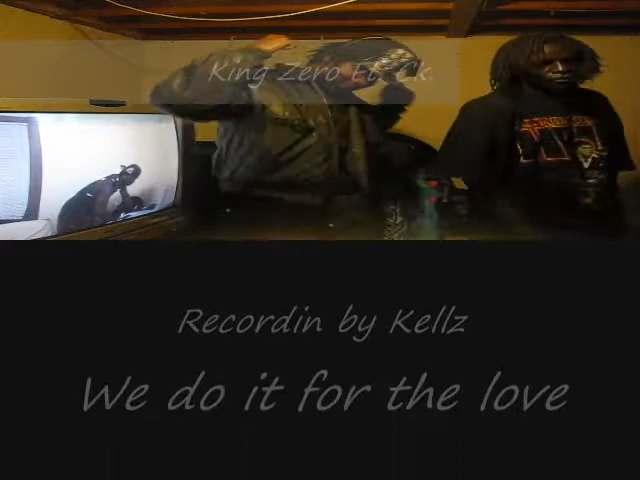 King Zero Ft. Ck.
Recordin by Kellz
We do it for the love